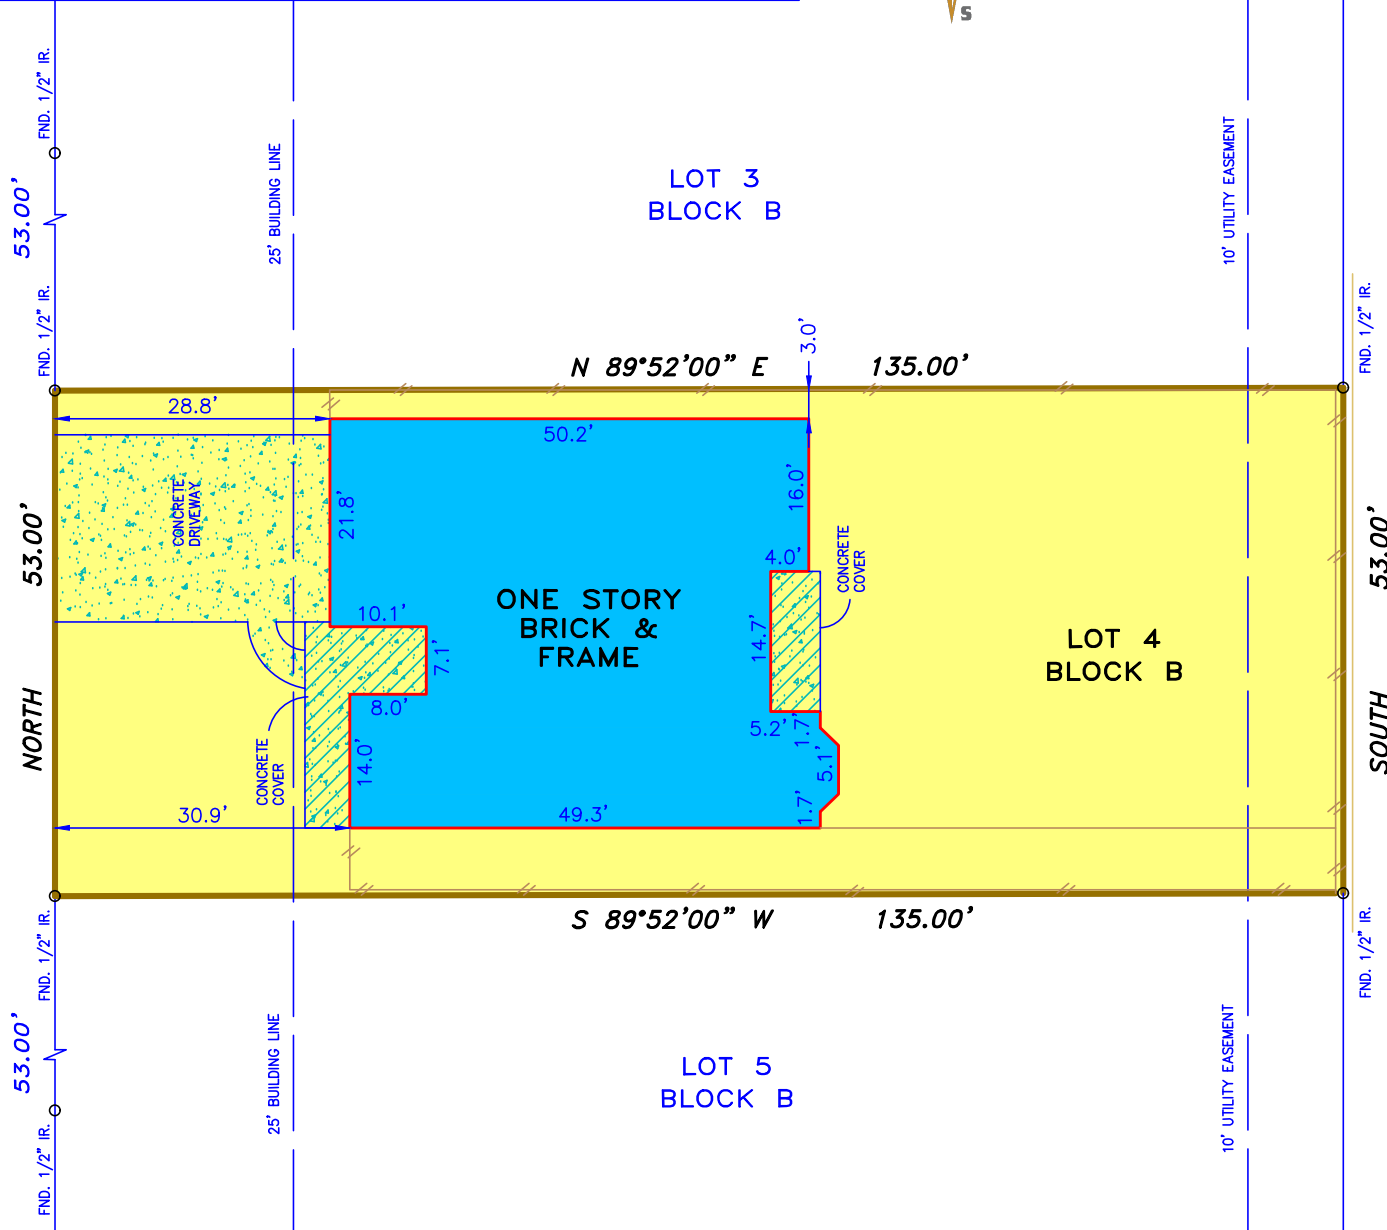 S
FND. 1/2" IR.
53.00'
25' BUILDING LINE
LOT 3
BLOCK B
10' UTILITY EASEMENT
FND. 1/2" IR.
FND. 1/2" IR.
3.0'
N 89°52'00" E 135.00'
28.8'
50.2'
16.0'
21.8'
CONCRETE
DRIVEWAY
53.00'
53.00'
4.0'
CONCRETE
COVER
ONE STORY
BRICK &
FRAME
10.1'
7.1'
14.7'
LOT 4
BLOCK B
8.0'
NORTH
SOUTH
5.2'
1.7'
5.1'
14.0'
CONCRETE
COVER
30.9'
49.3'
1.7'
S 89°52'00" W 135.00'
FND. 1/2" IR.
FND. 1/2" IR.
53.00'
25' BUILDING LINE
LOT 5
BLOCK B
10' UTILITY EASEMENT
FND. 1/2" IR.